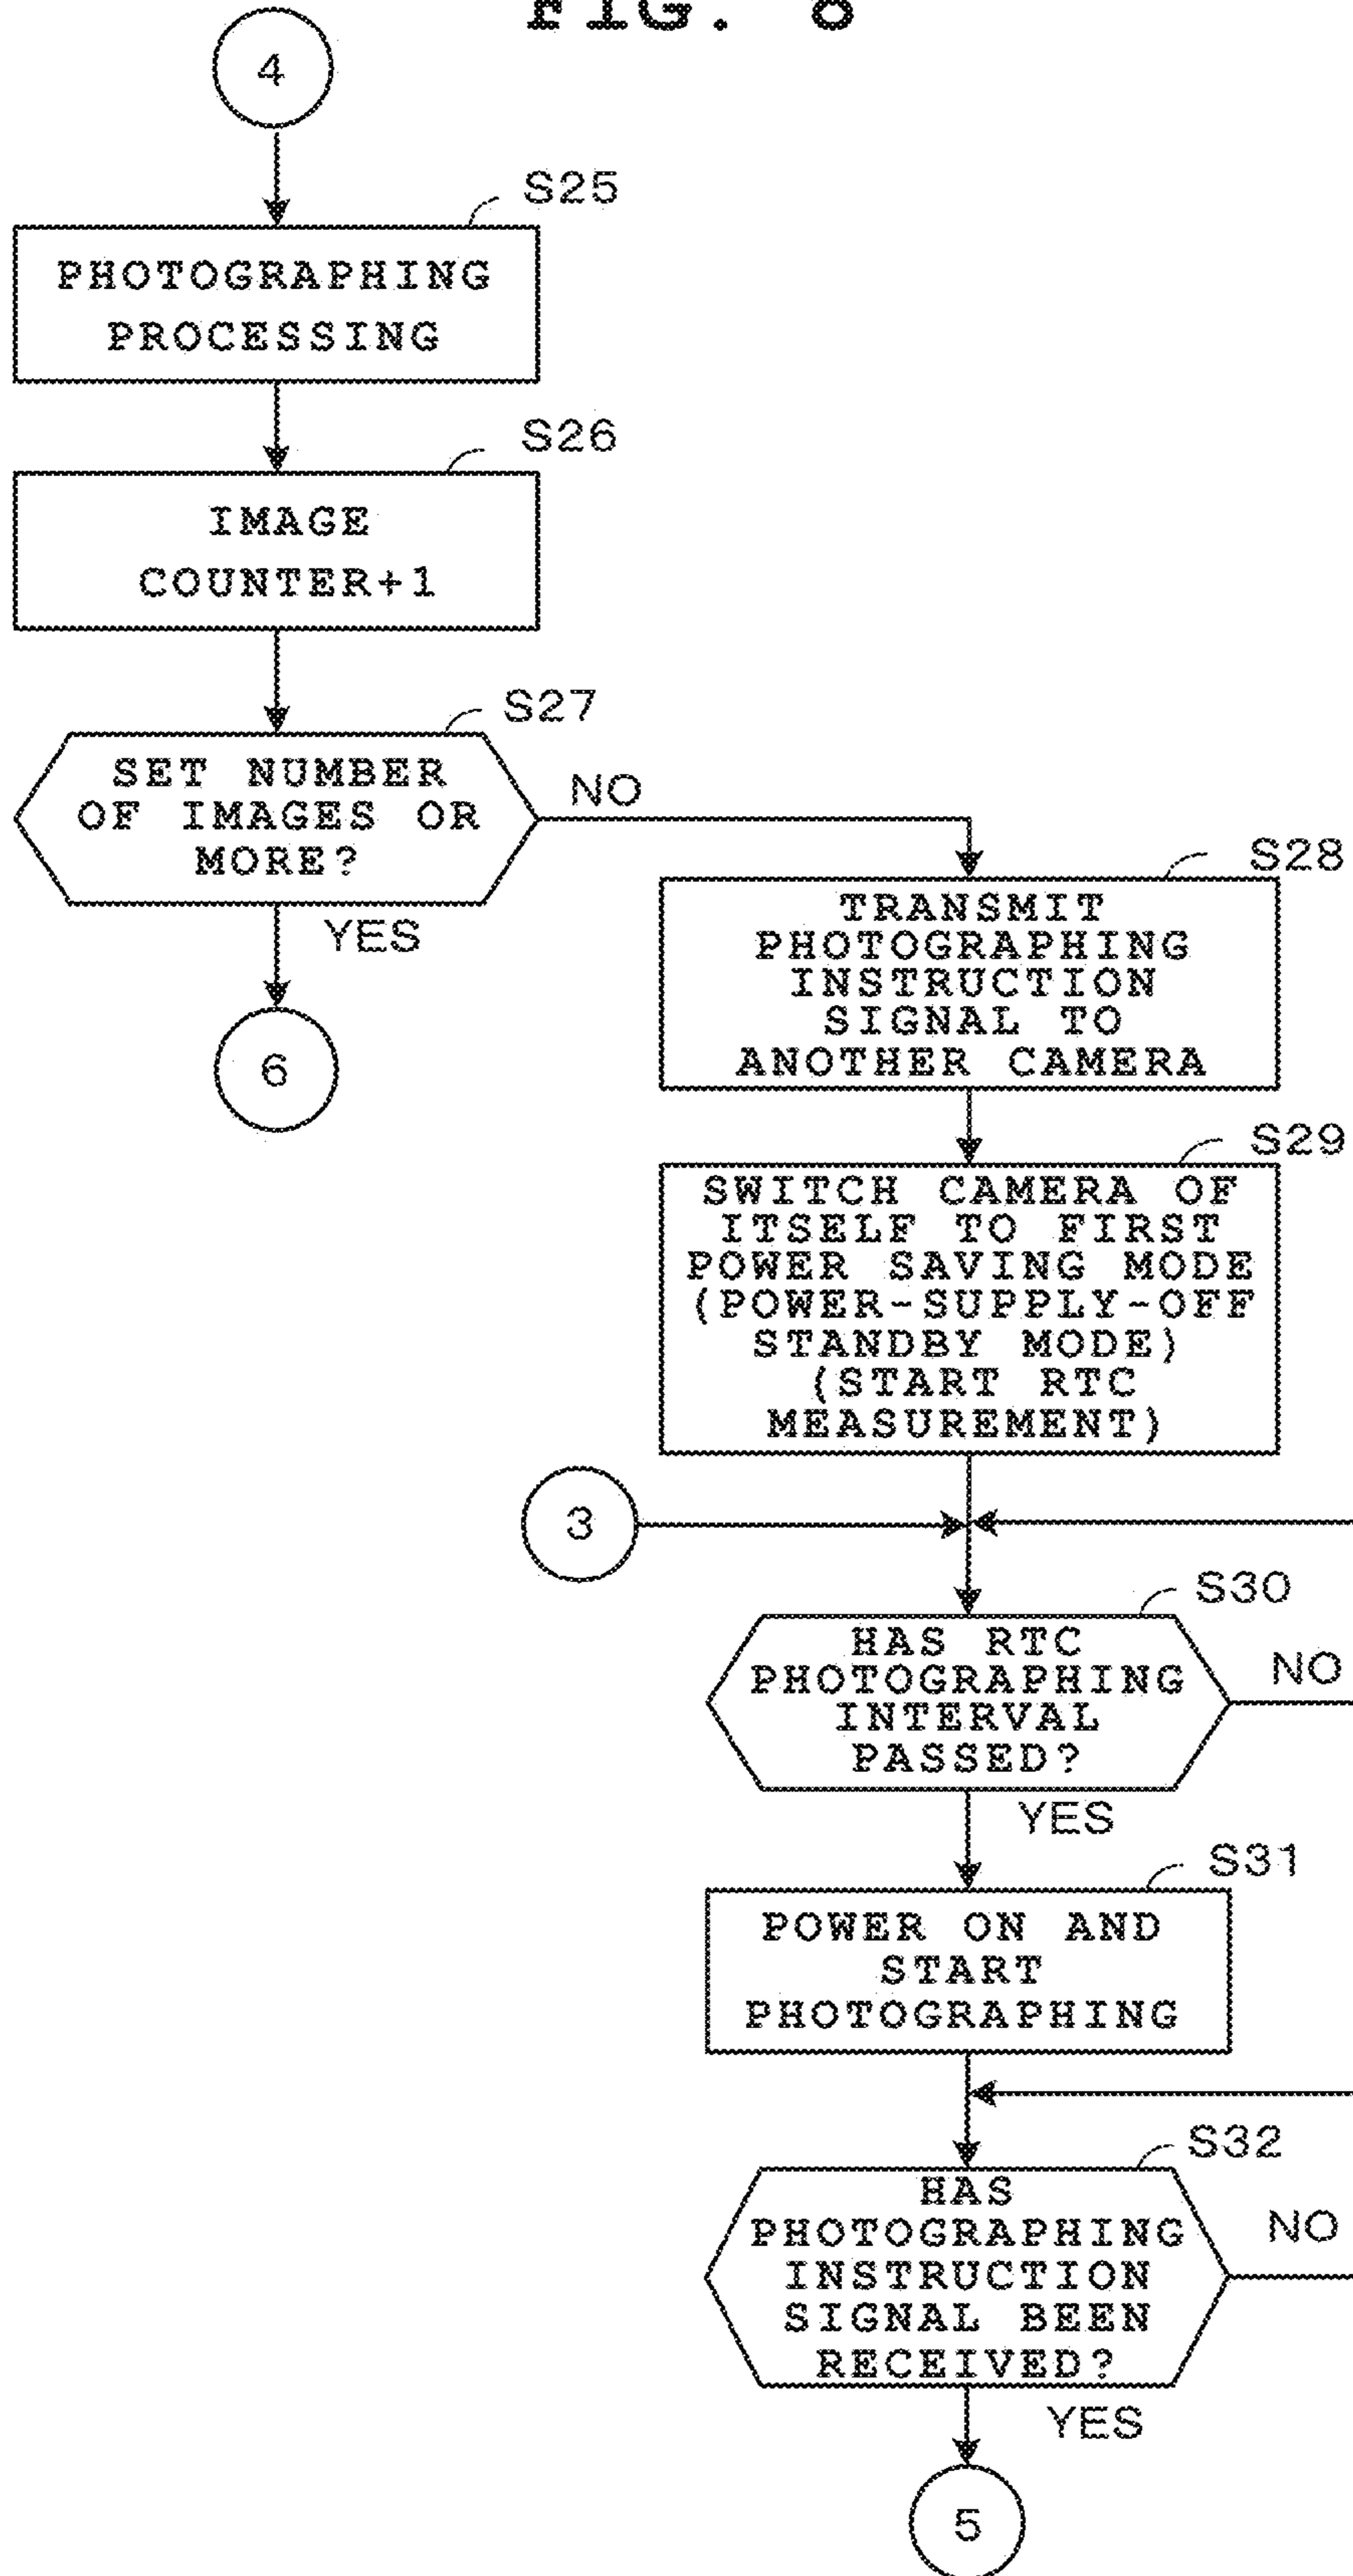 FIG. 8
4
S25
PHOTOGRAPHING
PROCESSING
S26
IMAGE
COUNTER+1
S27
SET NUMBER
OF IMAGES OR
MORE?
NO
YES
6
S28
TRANSMIT
PHOTOGRAPHING
INSTRUCTION
SIGNAL TO
ANOTHER CAMERA
S29
SWITCH CAMERA OF
ITSELF TO FIRST
POWER SAVING MODE
(POWER-SUPPLY-OFF
STANDBY MODE)
(START RTC
MEASUREMENT)
3
S30
HAS RTC
PHOTOGRAPHING
INTERVAL
PASSED?
NO
YES
S31
POWER ON AND
START
PHOTOGRAPHING
S32
HAS
PHOTOGRAPHING
INSTRUCTION
SIGNAL BEEN
RECEIVED?
NO
YES
5